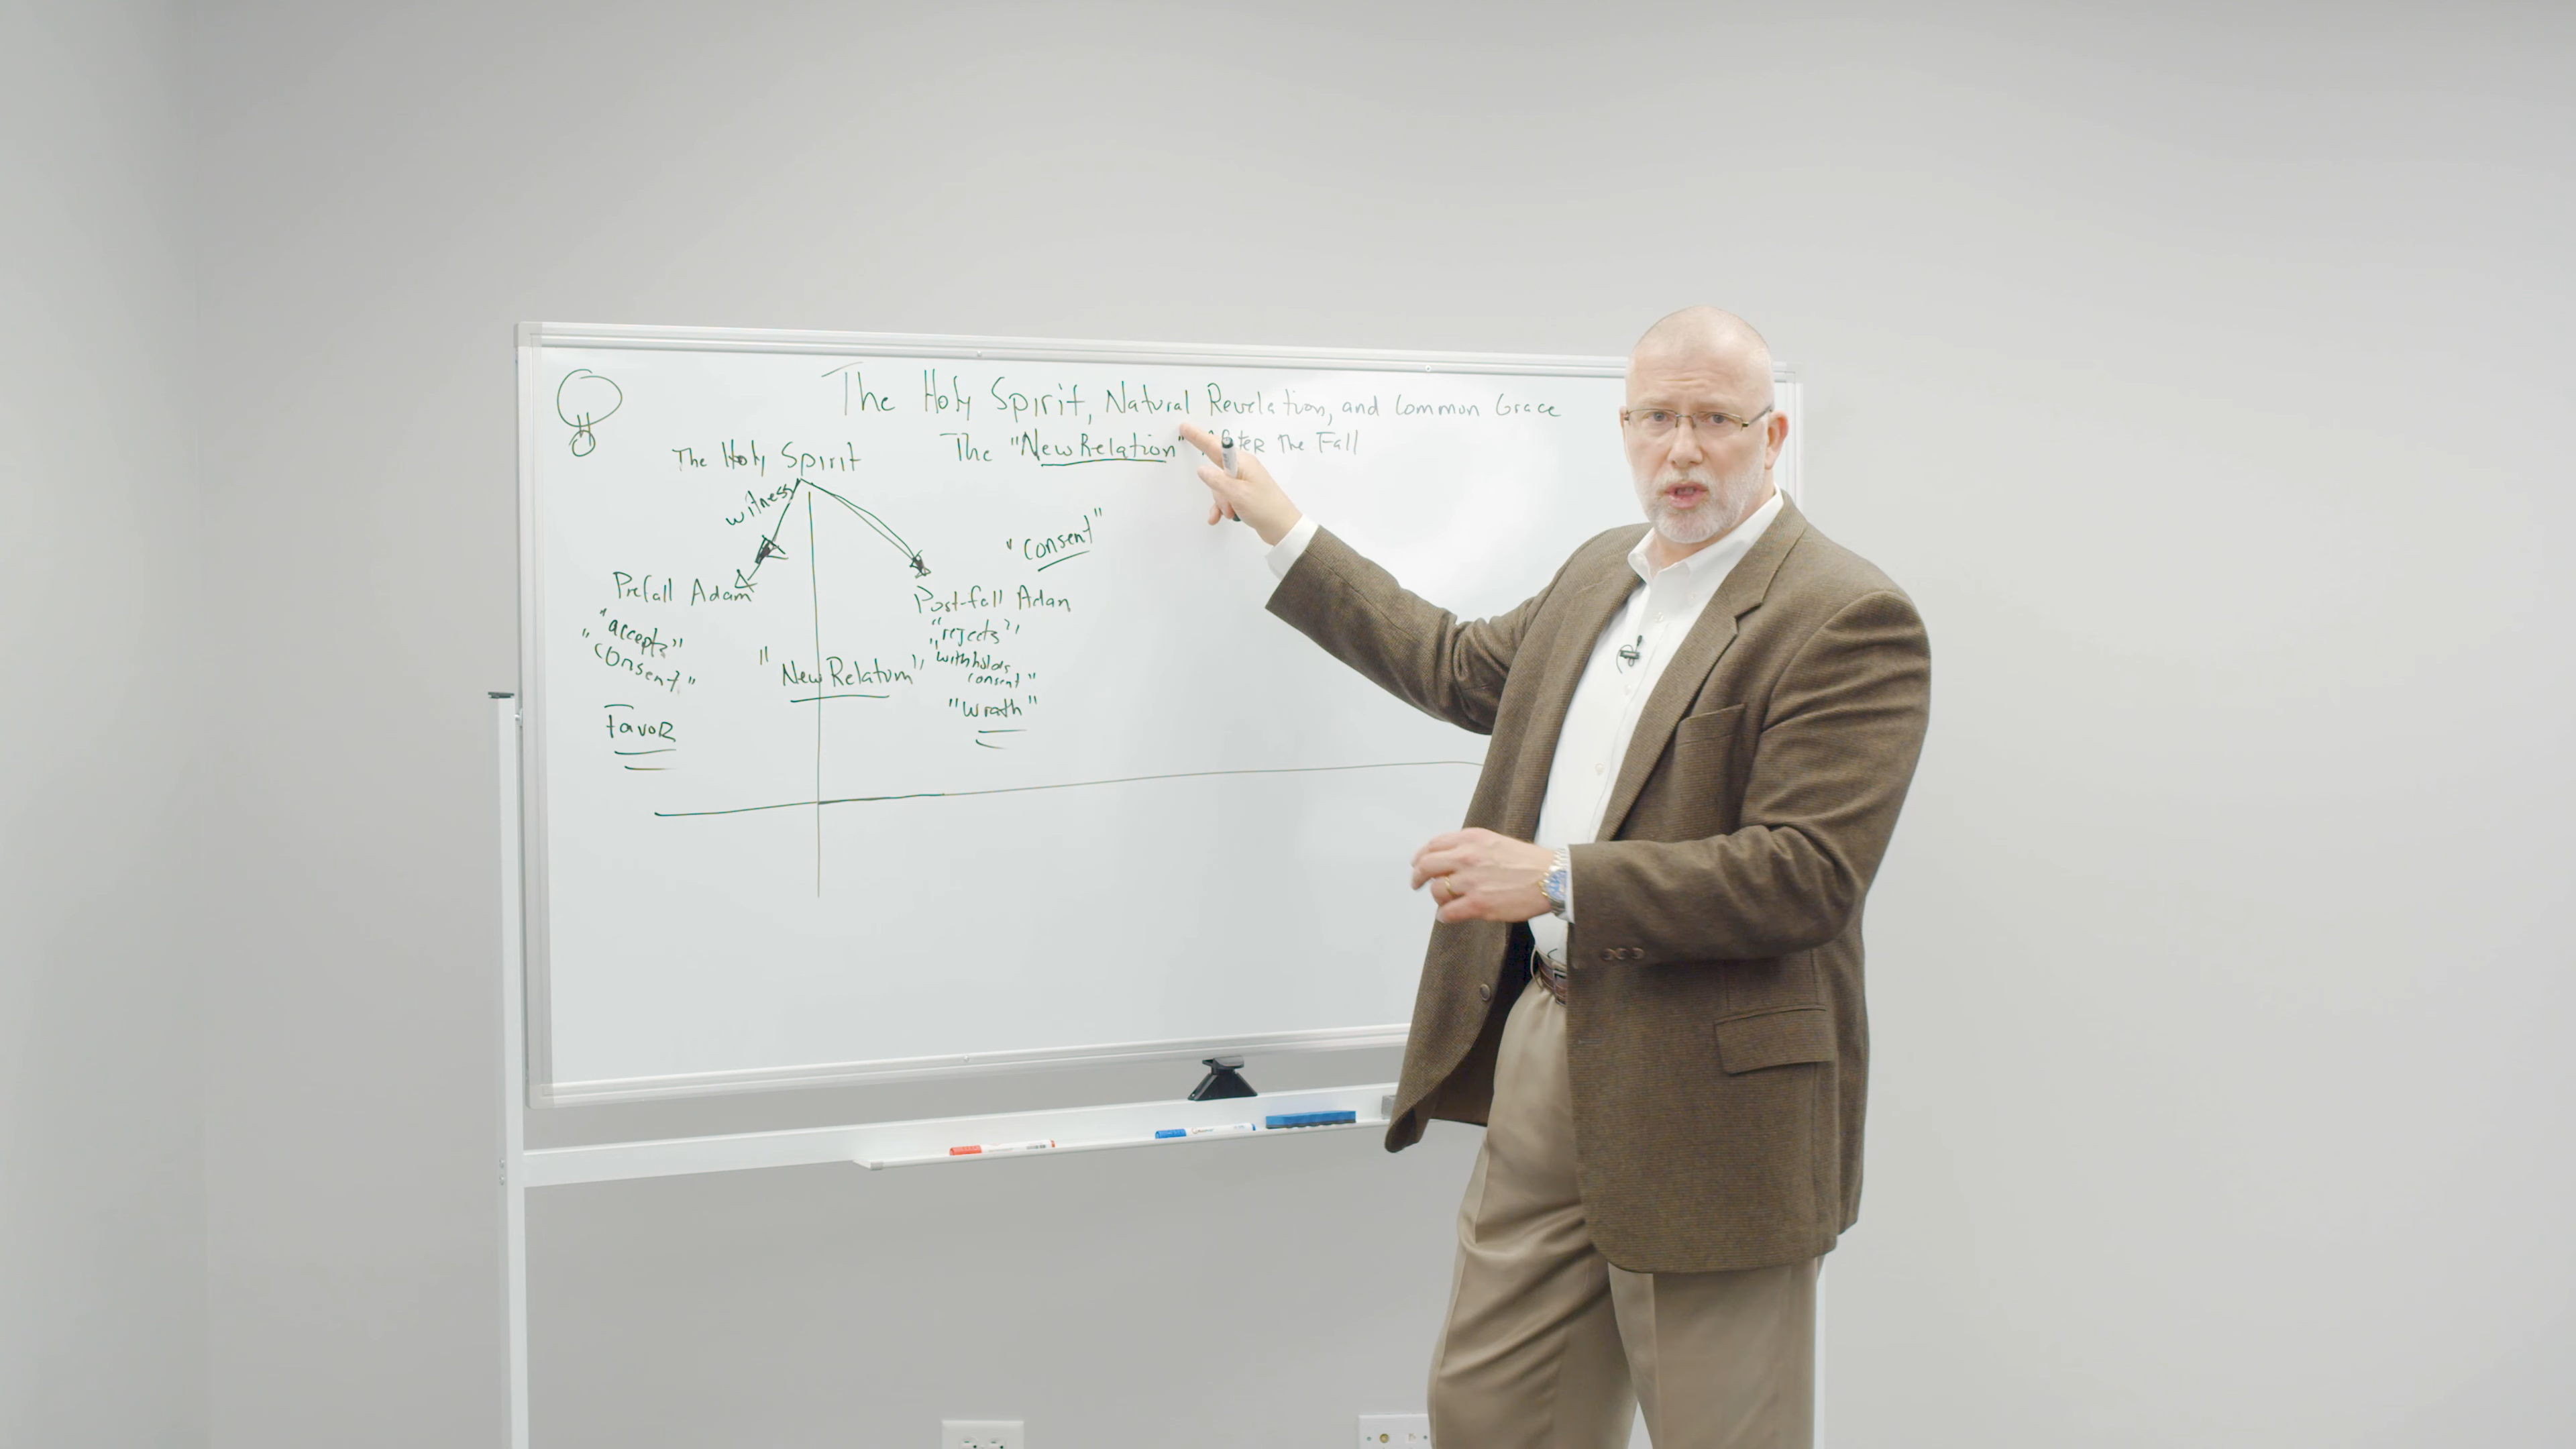 The Holy Spirit, Natural Revelation, and Common Grace
The "New Relation" After the Fall
The Holy Spirit
witness
"consent"
Prefall Adam
"accepts"
"consent"
Favor
"New Relation"
Post-fall Adam
"rejects"
"withholds
consent"
"wrath"